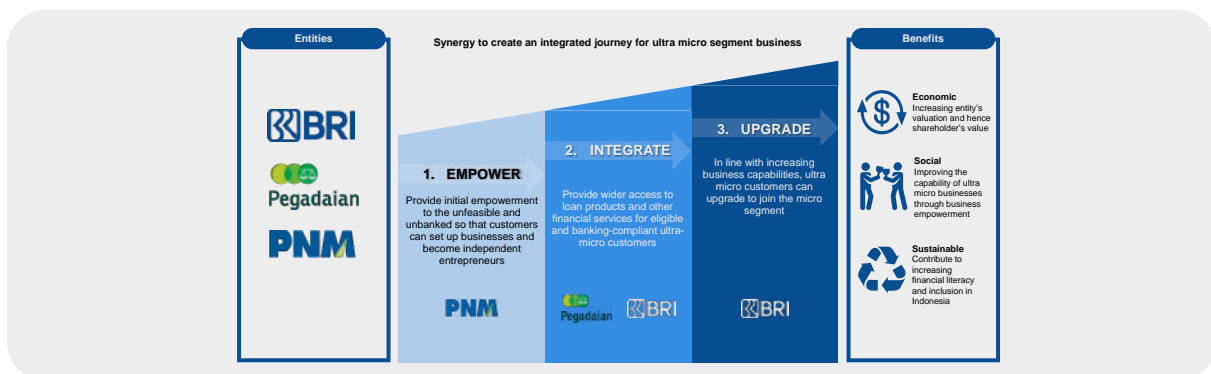 Entities
BRI
Pegadaian
PNM
Synergy to create an integrated journey for ultra micro segment business
1. EMPOWER
Provide initial empowerment
to the unfeasible and
unbanked so that customers
can set up businesses and
become independent
entrepreneurs
PNM
2. INTEGRATE
Provide wider access to
loan products and other
financial services for eligible
and banking-compliant ultra-
micro customers
Pegadaian
BRI
3. UPGRADE
In line with increasing
business capabilities, ultra
micro customers can
upgrade to join the micro
segment
BRI
Benefits
$
Economic
Increasing entity's
valuation and hence
shareholder's value
Social
Improving the
capability of ultra
micro businesses
through business
empowerment
Sustainable
Contribute to
increasing
financial literacy
and inclusion in
Indonesia